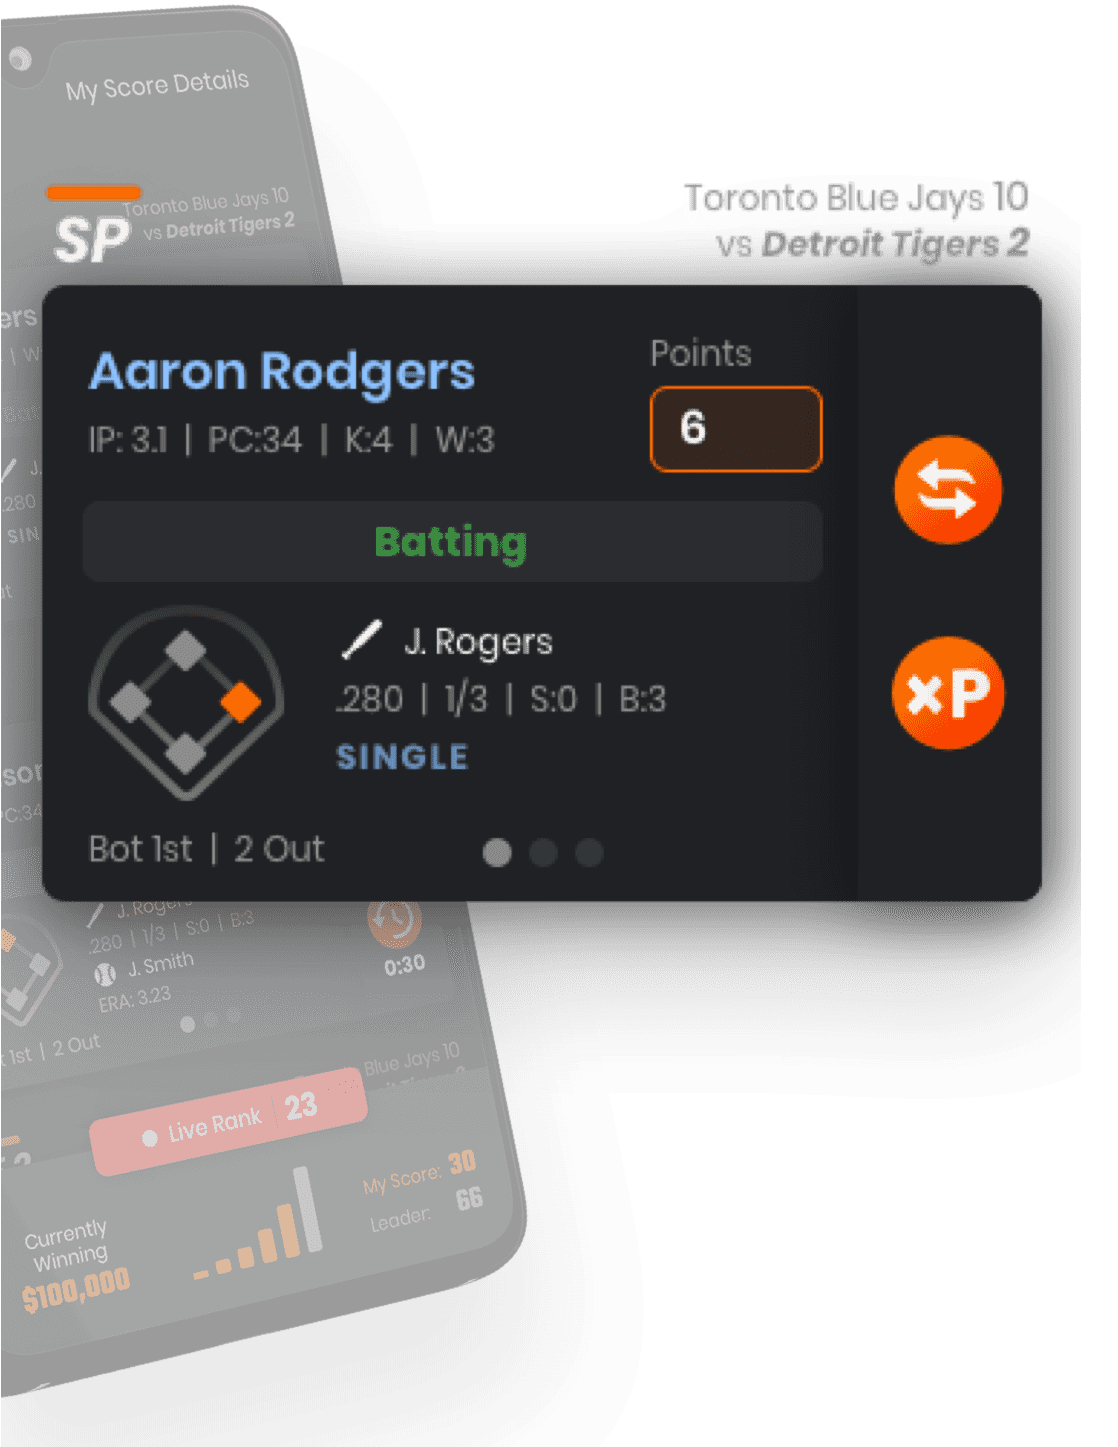 My Score Details
Toronto Blue Jays 10
vs Detroit Tigers 2
SP
Toronto Blue Jays 10
vs Detroit Tigers 2
Aaron Rodgers
Points
IP: 3.1 | PC:34 | K:4 | W:3
6
Batting
J. Rogers
.280 | 1/3 | S:0 | B:3
SINGLE
xP
Bot 1st | 2 Out
J. Rogers
.280 | 1/3 | S:0 | B:3
J. Smith
0:30
ERA: 3.23
1st | 2 Out
Blue Jays 10
Live Rank 23
My Score: 30
Leader: 66
Currently
Winning
$100,000